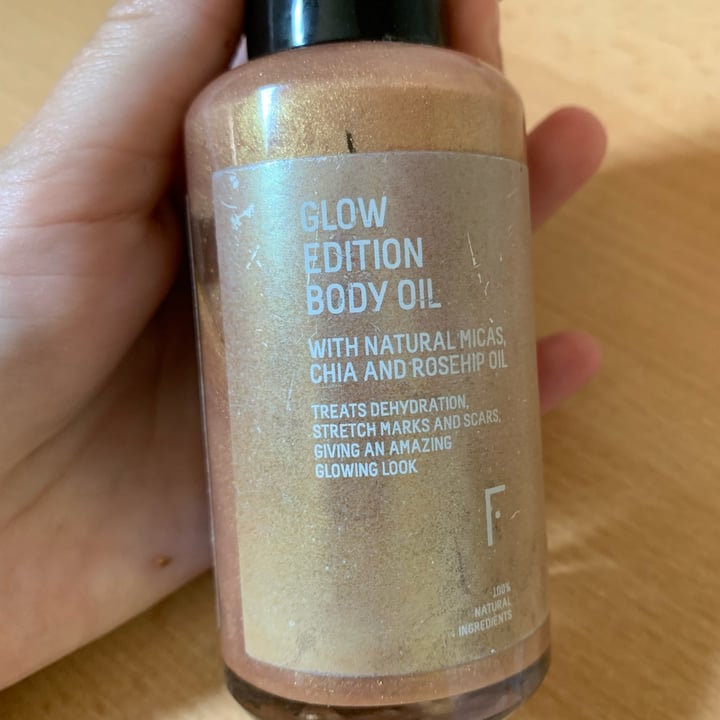 GLOW
EDITION
BODY OIL
WITH NATURAL MICAS,
CHIA AND ROSEHIP OIL
TREATS DEHYDRATION,
STRETCH MARKS AND SCARS,
GIVING AN AMAZING
GLOWING LOOK
F.
100%
NATURAL
INGREDIENTS